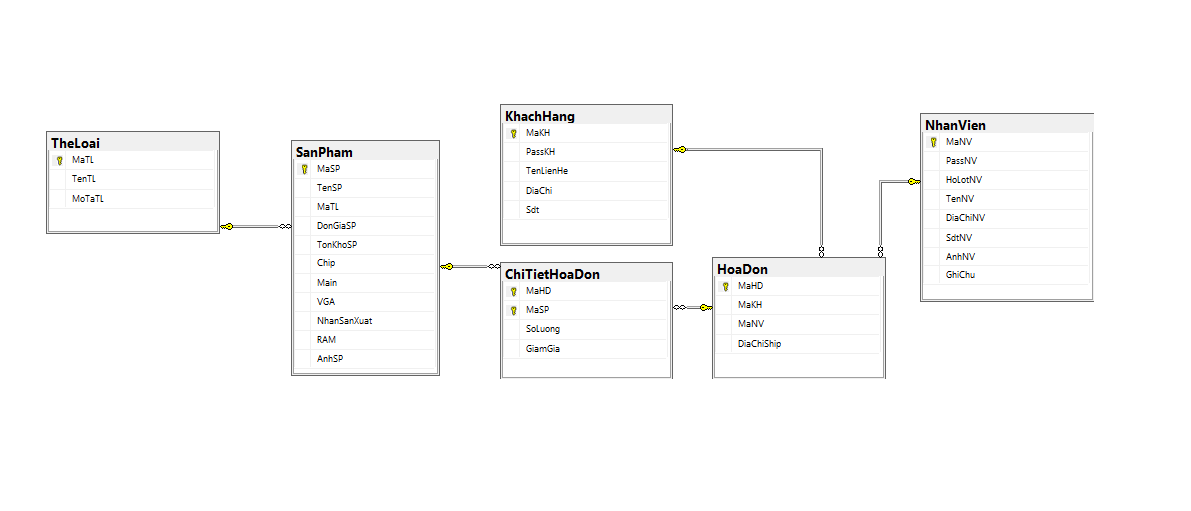 TheLoai
MaTL
TenTL
MoTaTL
SanPham
MaSP
TenSP
MaTL
DonGiaSP
TonKhoSP
Chip
Main
VGA
NhanSanXuat
RAM
AnhSP
KhachHang
MaKH
PassKH
TenLienHe
DiaChi
Sdt
ChiTietHoaDon
MaHD
MaSP
SoLuong
GiamGia
HoaDon
MaHD
MaKH
MaNV
DiaChiShip
NhanVien
MaNV
PassNV
HoLotNV
TenNV
DiaChiNV
SdtNV
AnhNV
GhiChu